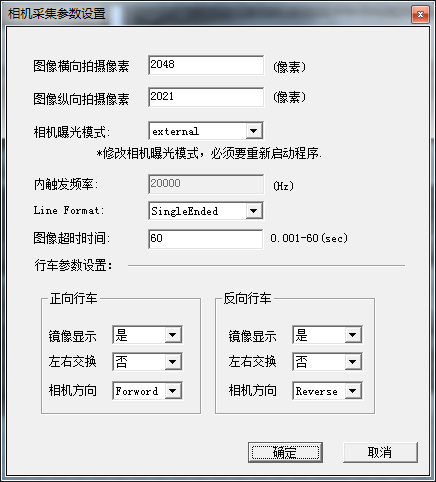 相机采集参数设置
图像横向拍摄像素 2048 (像素)
图像纵向拍摄像素 2021 (像素)
相机曝光模式: external
*修改相机曝光模式，必须要重新启动程序.
内触发频率: 20000 (Hz)
Line Format: SingleEnded
图像超时时间: 60 0.001-60(sec)
行车参数设置:
正向行车 反向行车
镜像显示 是 镜像显示 是
左右交换 否 左右交换 否
相机方向 Forword 相机方向 Reverse
确定 取消